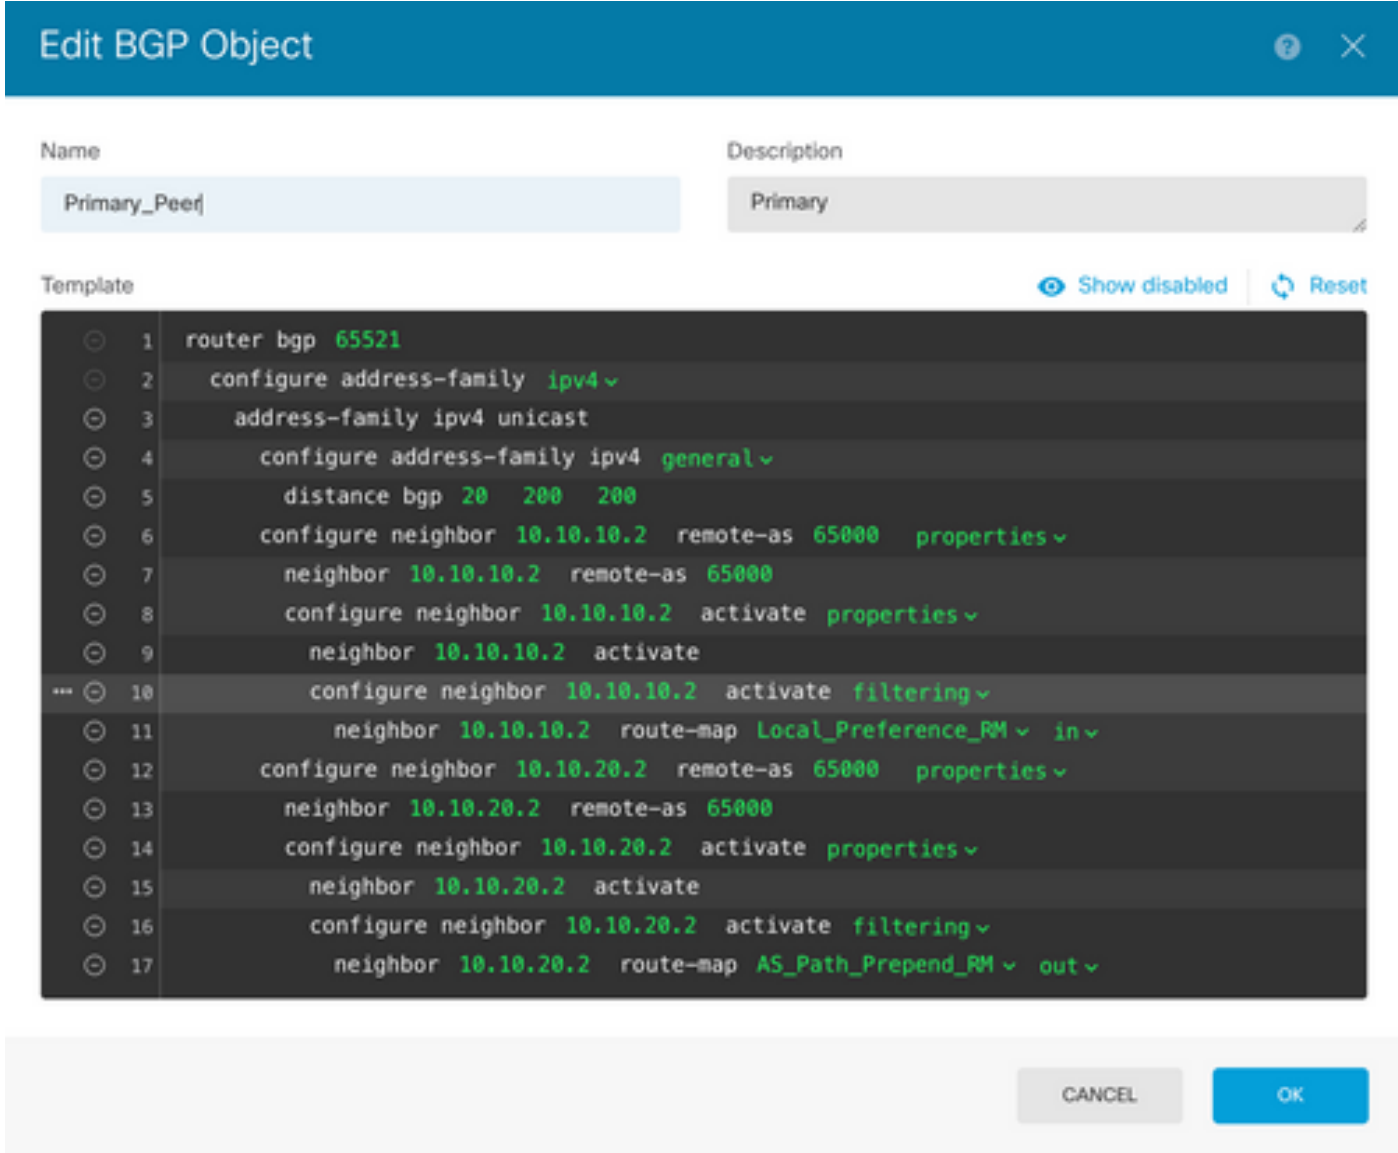 Edit BGP Object
Name
Description
Primary_Peer
Primary
Template
Show disabled
Reset
1 router bgp 65521
2 configure address-family ipv4
3 address-family ipv4 unicast
4 configure address-family ipv4 general
5 distance bgp 20 200 200
6 configure neighbor 10.10.10.2 remote-as 65000 properties
7 neighbor 10.10.10.2 remote-as 65000
8 configure neighbor 10.10.10.2 activate properties
9 neighbor 10.10.10.2 activate
10 configure neighbor 10.10.10.2 activate filtering
11 neighbor 10.10.10.2 route-map Local_Preference_RM in
12 configure neighbor 10.10.20.2 remote-as 65000 properties
13 neighbor 10.10.20.2 remote-as 65000
14 configure neighbor 10.10.20.2 activate properties
15 neighbor 10.10.20.2 activate
16 configure neighbor 10.10.20.2 activate filtering
17 neighbor 10.10.20.2 route-map AS_Path_Prepend_RM out
CANCEL
OK